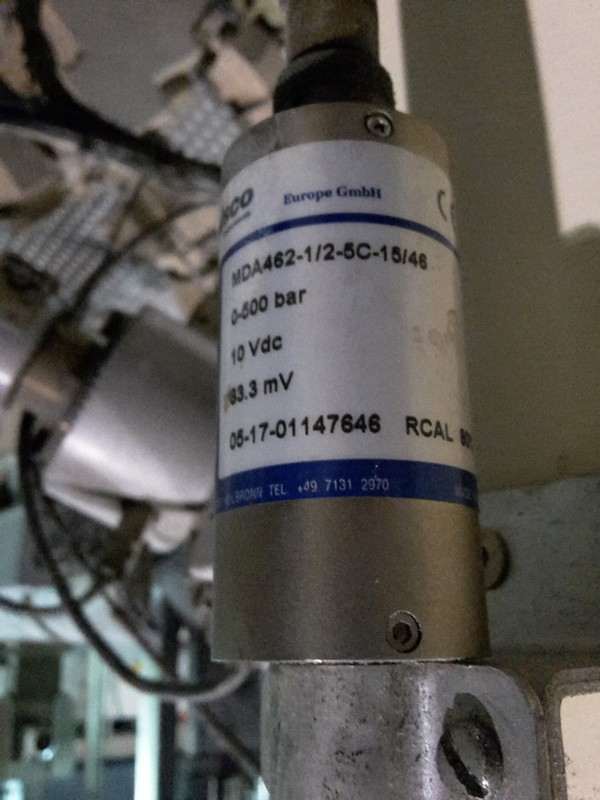 Europe GmbH
MDA462-1/2-5C-15/46
0-500 bar
10 Vdc
33.3 mV
05-17-01147646 RCAL
TEL. +49 7131 2970